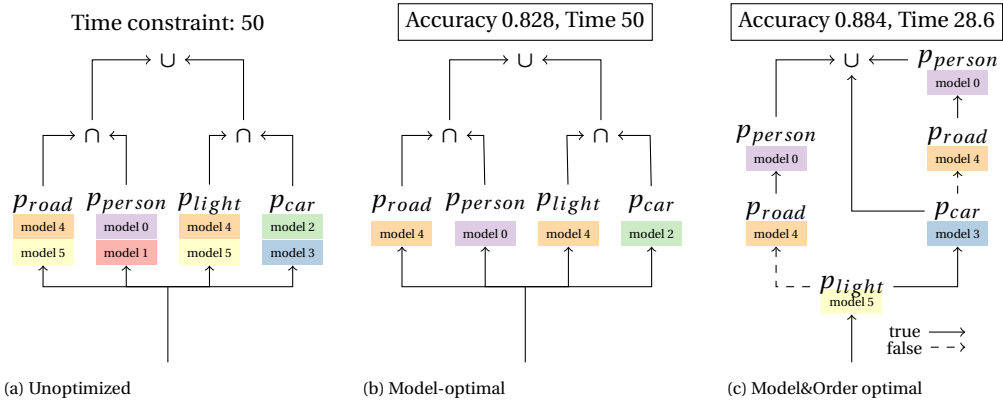 Time constraint: 50
∪
∩ ∩
p_road p_person p_light p_car
model 4 model 0 model 4 model 2
model 5 model 1 model 5 model 3
(a) Unoptimized
Accuracy 0.828, Time 50
∪
∩ ∩
p_road p_person p_light p_car
model 4 model 0 model 4 model 2
(b) Model-optimal
Accuracy 0.884, Time 28.6
∪ p_person
model 0
p_person p_road
model 0 model 4
p_road p_car
model 4 model 3
p_light
model 5
true
false
(c) Model&Order optimal